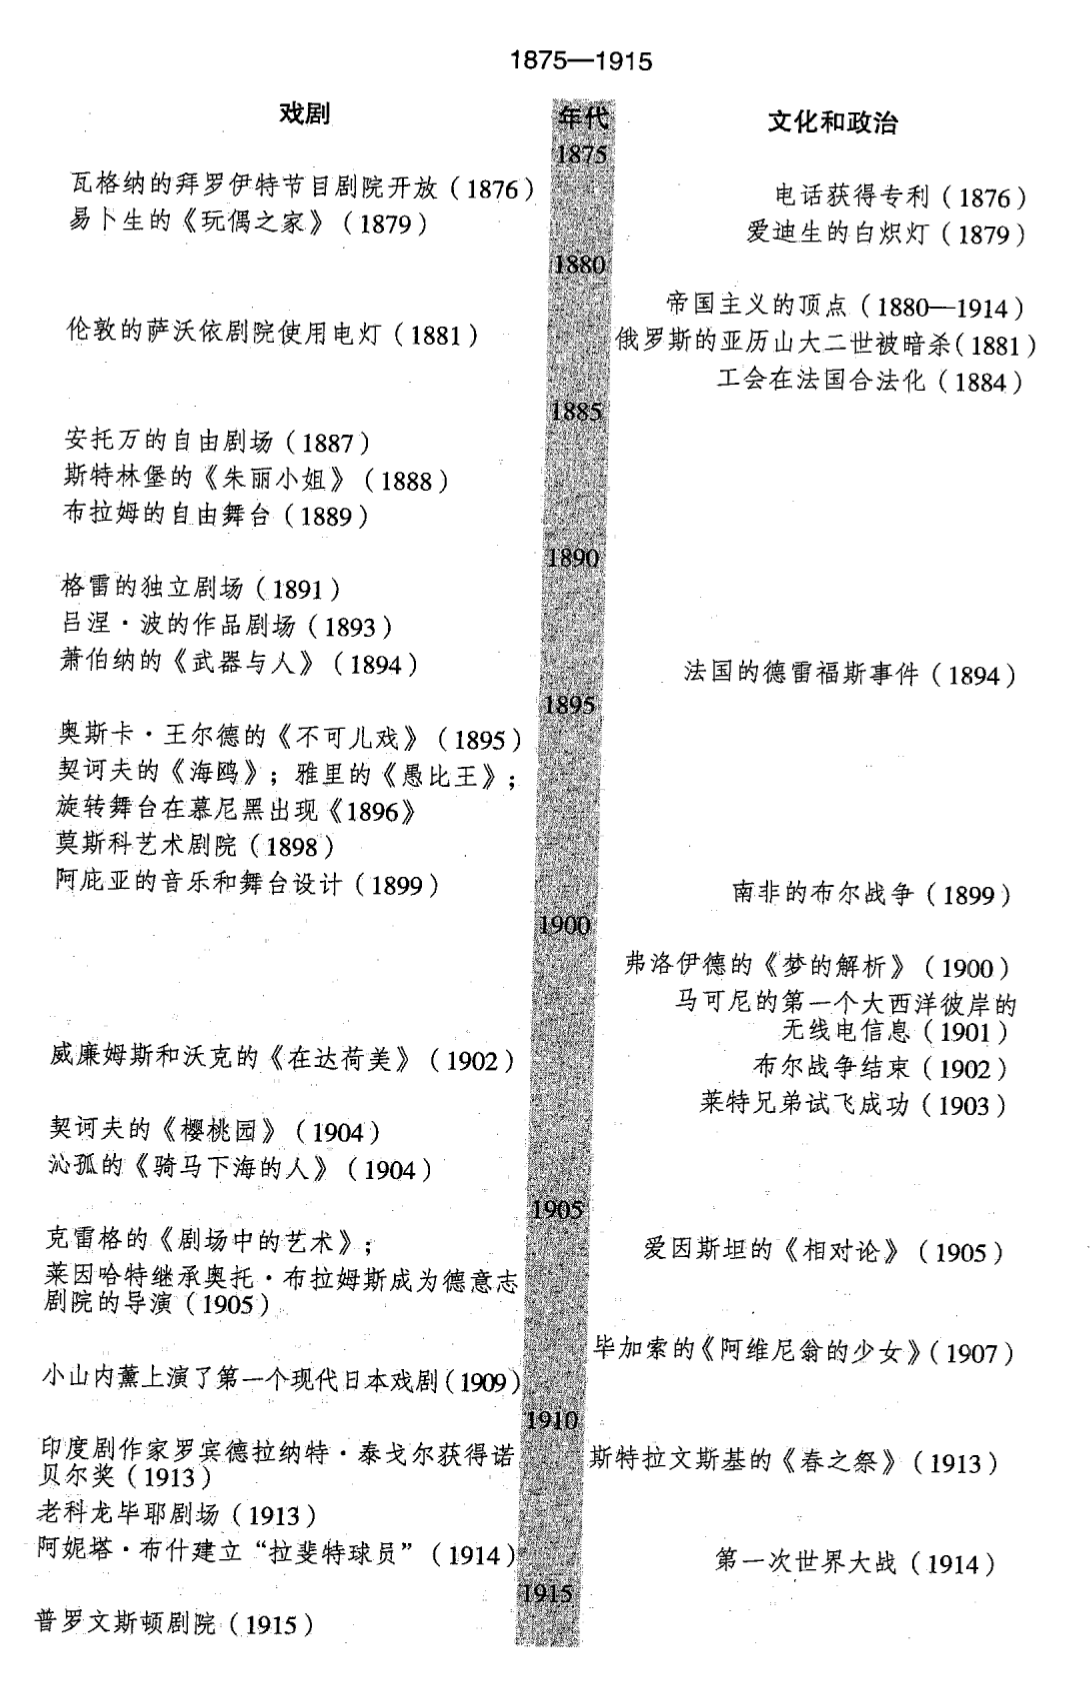 1875—1915
戏剧
年代
文化和政治
1875
瓦格纳的拜罗伊特节目剧院开放（1876）
电话获得专利（1876）
易卜生的《玩偶之家》（1879）
爱迪生的白炽灯（1879）
1880
帝国主义的顶点（1880—1914）
伦敦的萨沃依剧院使用电灯（1881）
俄罗斯的亚历山大二世被暗杀（1881）
工会在法国合法化（1884）
1885
安托万的自由剧场（1887）
斯特林堡的《朱丽小姐》（1888）
布拉姆的自由舞台（1889）
1890
格雷的独立剧场（1891）
吕涅·波的作品剧场（1893）
萧伯纳的《武器与人》（1894）
法国的德雷福斯事件（1894）
1895
奥斯卡·王尔德的《不可儿戏》（1895）
契诃夫的《海鸥》；雅里的《愚比王》；
旋转舞台在慕尼黑出现《1896》
莫斯科艺术剧院（1898）
阿庇亚的音乐和舞台设计（1899）
南非的布尔战争（1899）
1900
弗洛伊德的《梦的解析》（1900）
马可尼的第一个大西洋彼岸的
无线电信息（1901）
威廉姆斯和沃克的《在达荷美》（1902）
布尔战争结束（1902）
莱特兄弟试飞成功（1903）
契诃夫的《樱桃园》（1904）
沁孤的《骑马下海的人》（1904）
1905
克雷格的《剧场中的艺术》；
爱因斯坦的《相对论》（1905）
莱因哈特继承奥托·布拉姆斯成为德意志
剧院的导演（1905）
毕加索的《阿维尼翁的少女》（1907）
小山内薰上演了第一个现代日本戏剧（1909）
1910
印度剧作家罗宾德拉纳特·泰戈尔获得诺
贝尔奖（1913）
斯特拉文斯基的《春之祭》（1913）
老科龙毕耶剧场（1913）
阿妮塔·布什建立“拉斐特球员”（1914）
第一次世界大战（1914）
1915
普罗文斯顿剧院（1915）